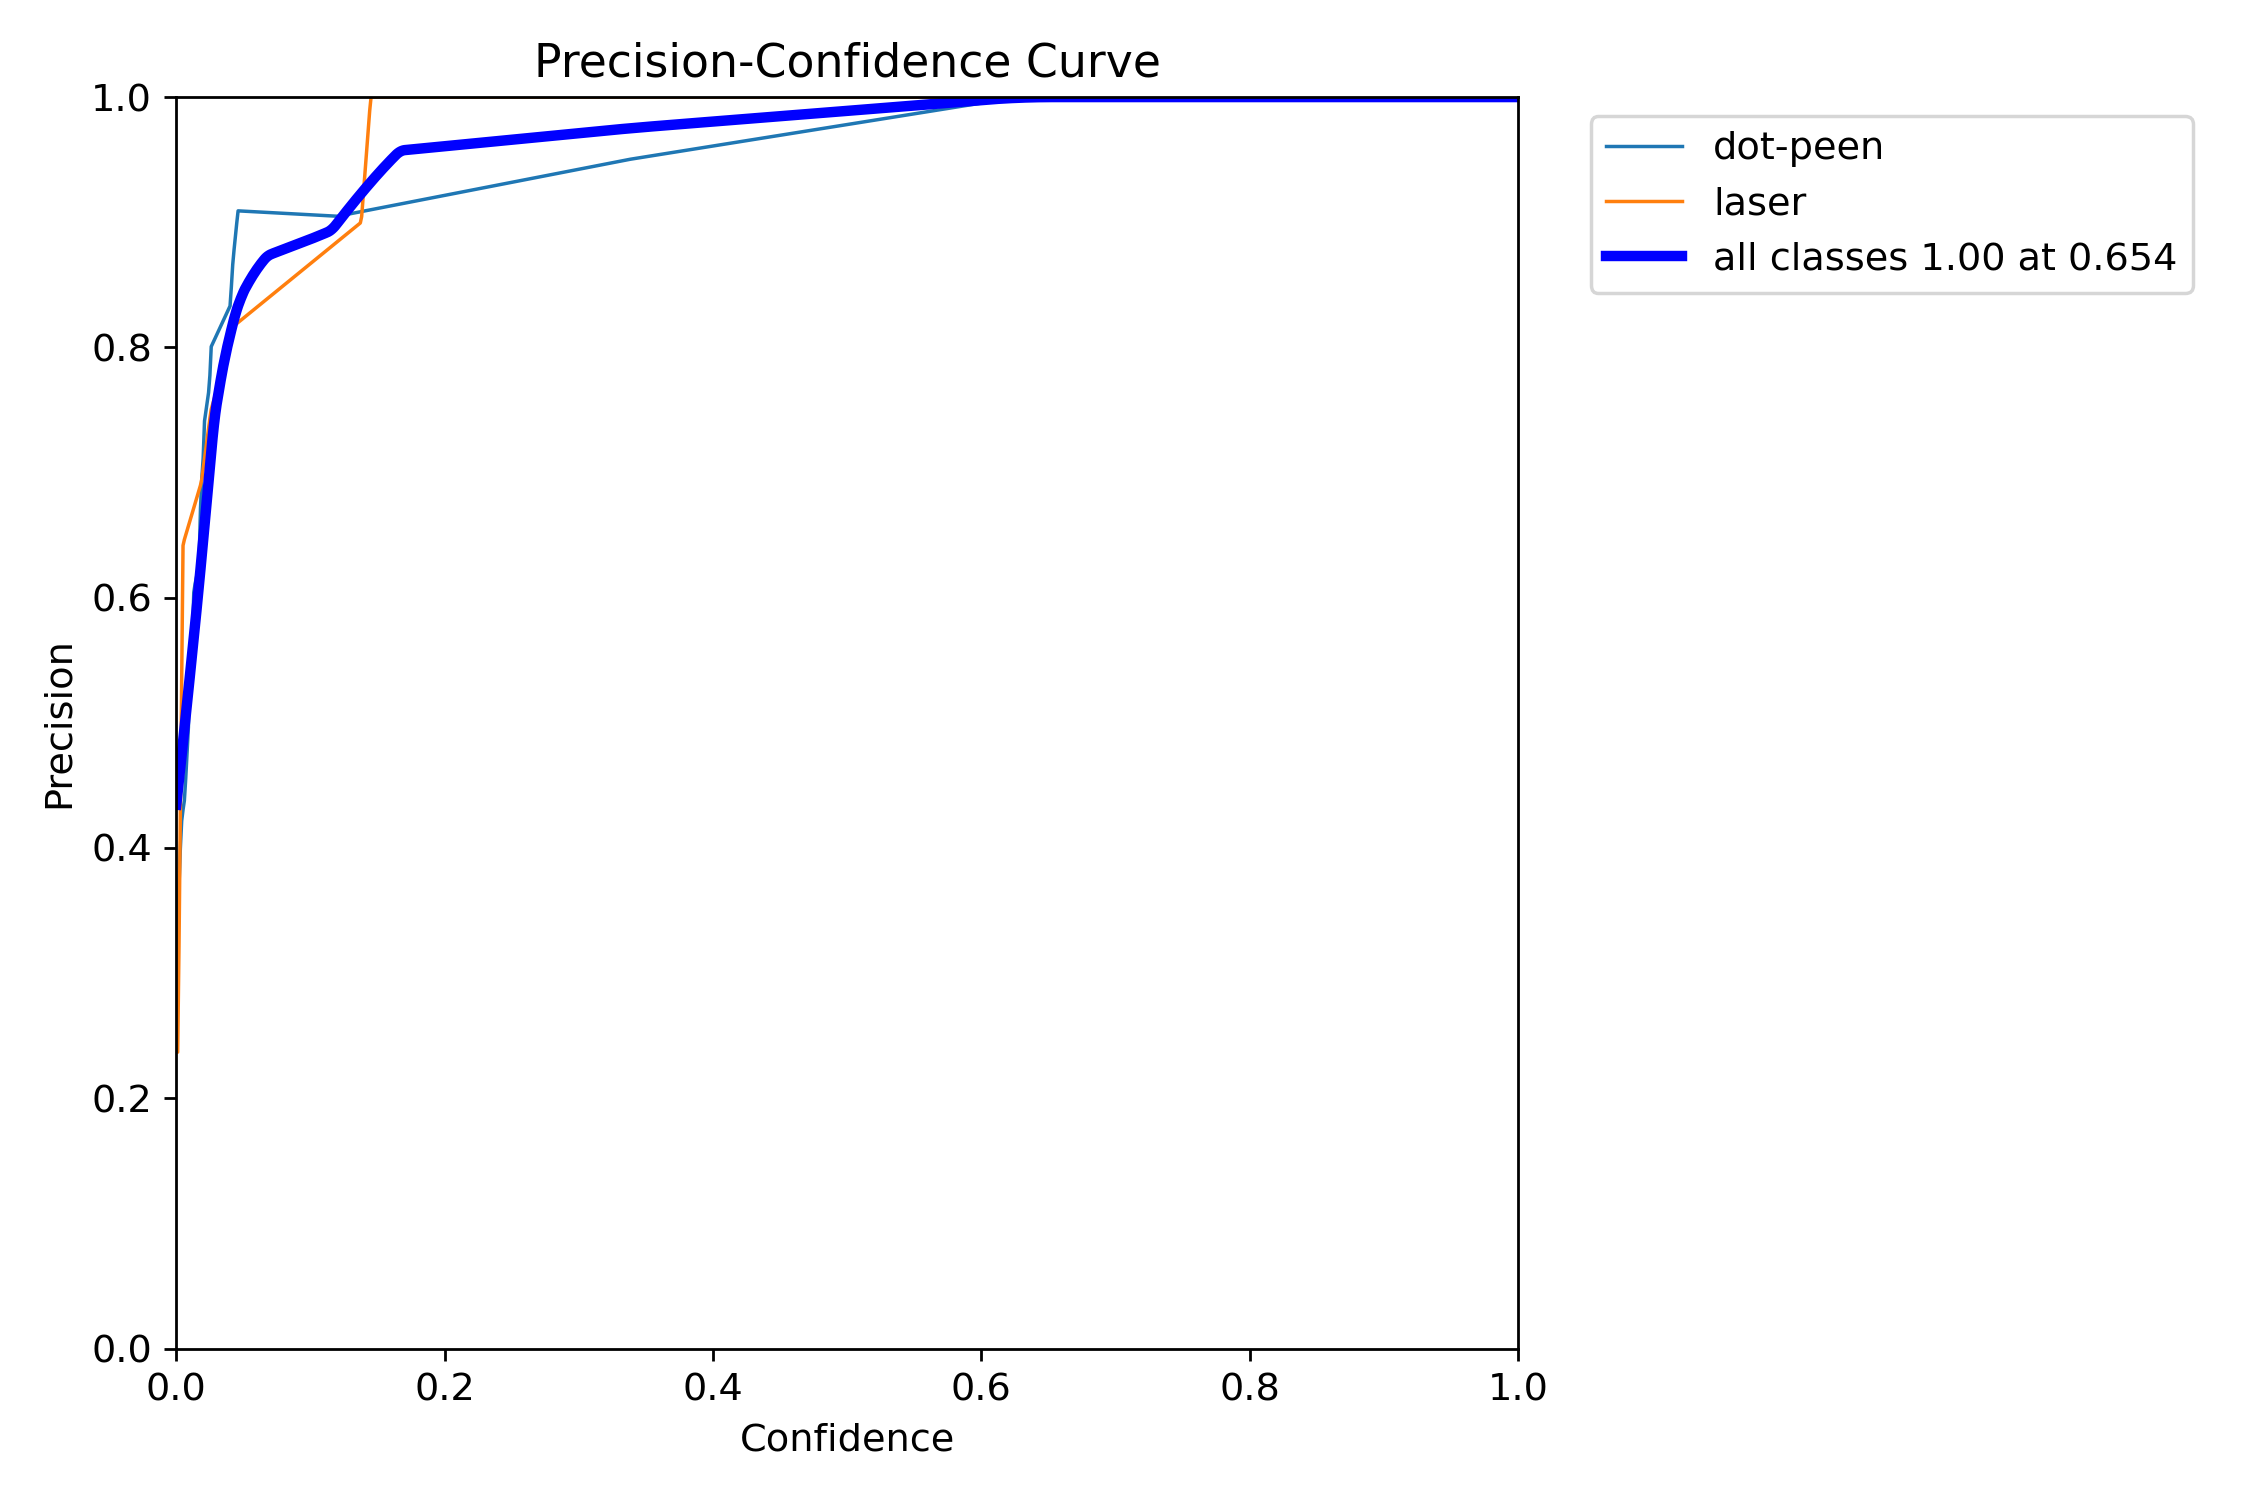 Precision-Confidence Curve
1.0
0.8
0.6
0.4
0.2
0.0
Precision
0.0 0.2 0.4 0.6 0.8 1.0
Confidence
dot-peen
laser
all classes 1.00 at 0.654